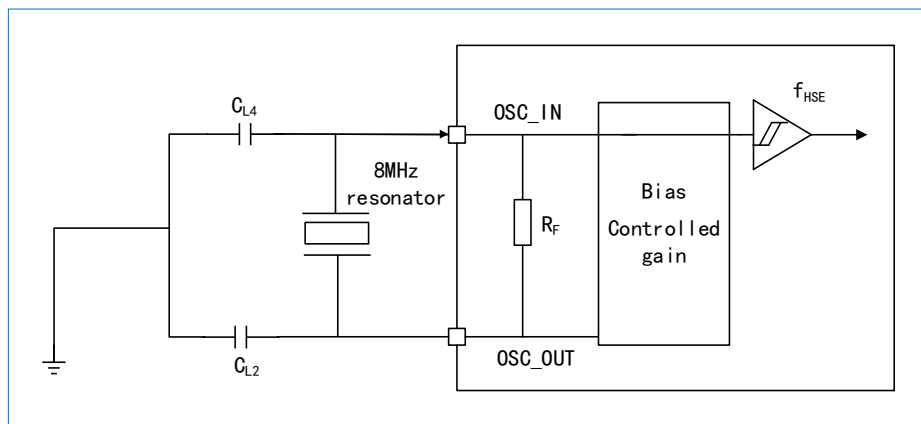 f_HSE
C_L4
OSC_IN
8MHz
resonator
Bias
Controlled
gain
R_F
OSC_OUT
C_L2